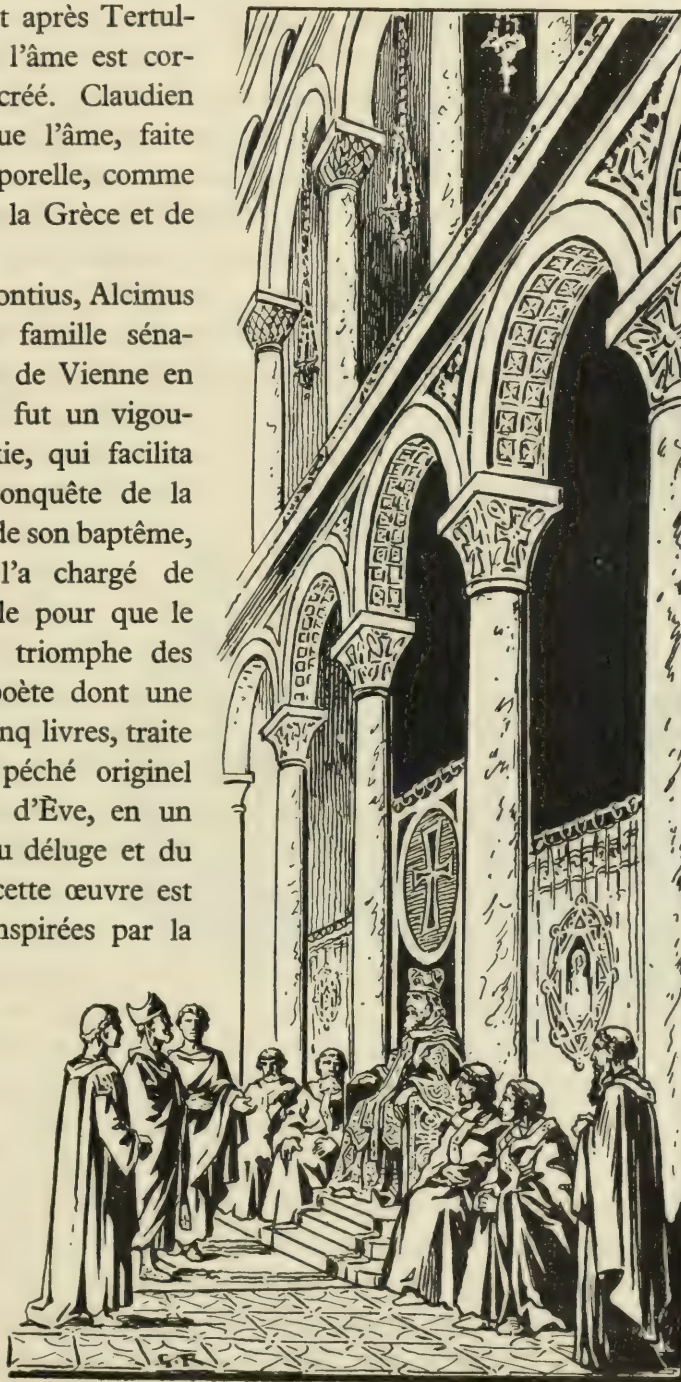 t après Tertul-
l'âme est cor-
créé. Claudien
ue l'âme, faite
porelle, comme
la Grèce et de
ontius, Alcimus
famille séna-
de Vienne en
fut un vigou-
ie, qui facilita
onquête de la
de son baptême,
l'a chargé de
le pour que le
triomphe des
oète dont une
nq livres, traite
péché originel
d'Ève, en un
u déluge et du
cette œuvre est
nspirées par la
G. R